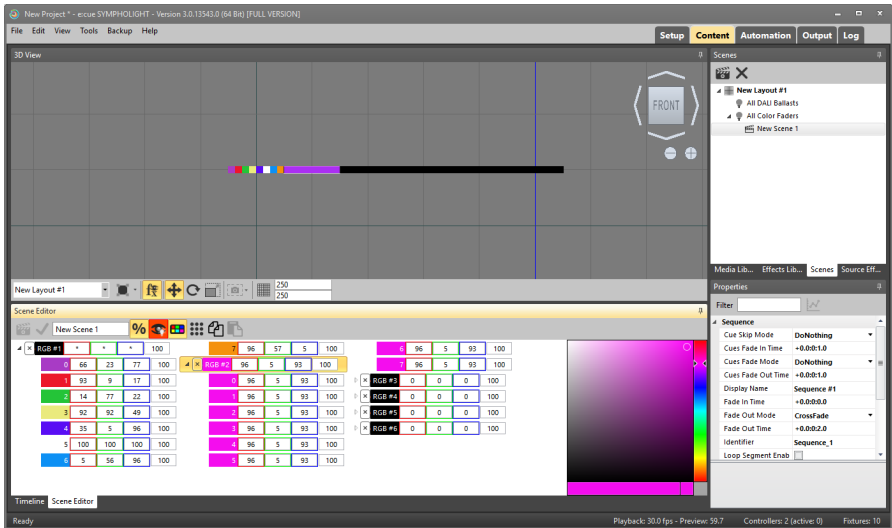 New Project * - e:cue SYMPHOLIGHT - Version 3.0.13543.0 (64 Bit) [FULL VERSION]
File Edit View Tools Backup Help
Setup Content Automation Output Log
3D View
FRONT
New Layout #1
250
250
Scenes
New Layout #1
All DALI Ballasts
All Color Faders
New Scene 1
Media Lib... Effects Lib... Scenes Source Eff...
Scene Editor
New Scene 1 %
RGB #1 * * * 100
0 66 23 77 100
1 93 9 17 100
2 14 77 22 100
3 92 92 49 100
4 35 5 96 100
5 100 100 100 100
6 5 56 96 100
7 96 57 5 100
RGB #2 96 5 93 100
0 96 5 93 100
1 96 5 93 100
2 96 5 93 100
3 96 5 93 100
4 96 5 93 100
5 96 5 93 100
6 96 5 93 100
7 96 5 93 100
RGB #3 0 0 0 100
RGB #4 0 0 0 100
RGB #5 0 0 0 100
RGB #6 0 0 0 100
Properties
Filter
Sequence
Cue Skip Mode DoNothing
Cues Fade In Time +0.0:0:1.0
Cues Fade Mode DoNothing
Cues Fade Out Time +0.0:0:1.0
Display Name Sequence #1
Fade In Time +0.0:0:0.0
Fade Out Mode CrossFade
Fade Out Time +0.0:0:2.0
Identifier Sequence_1
Loop Segment Enab
Timeline Scene Editor
Ready
Playback: 30.0 fps - Preview: 59.7 Controllers: 2 (active: 0) Fixtures: 10